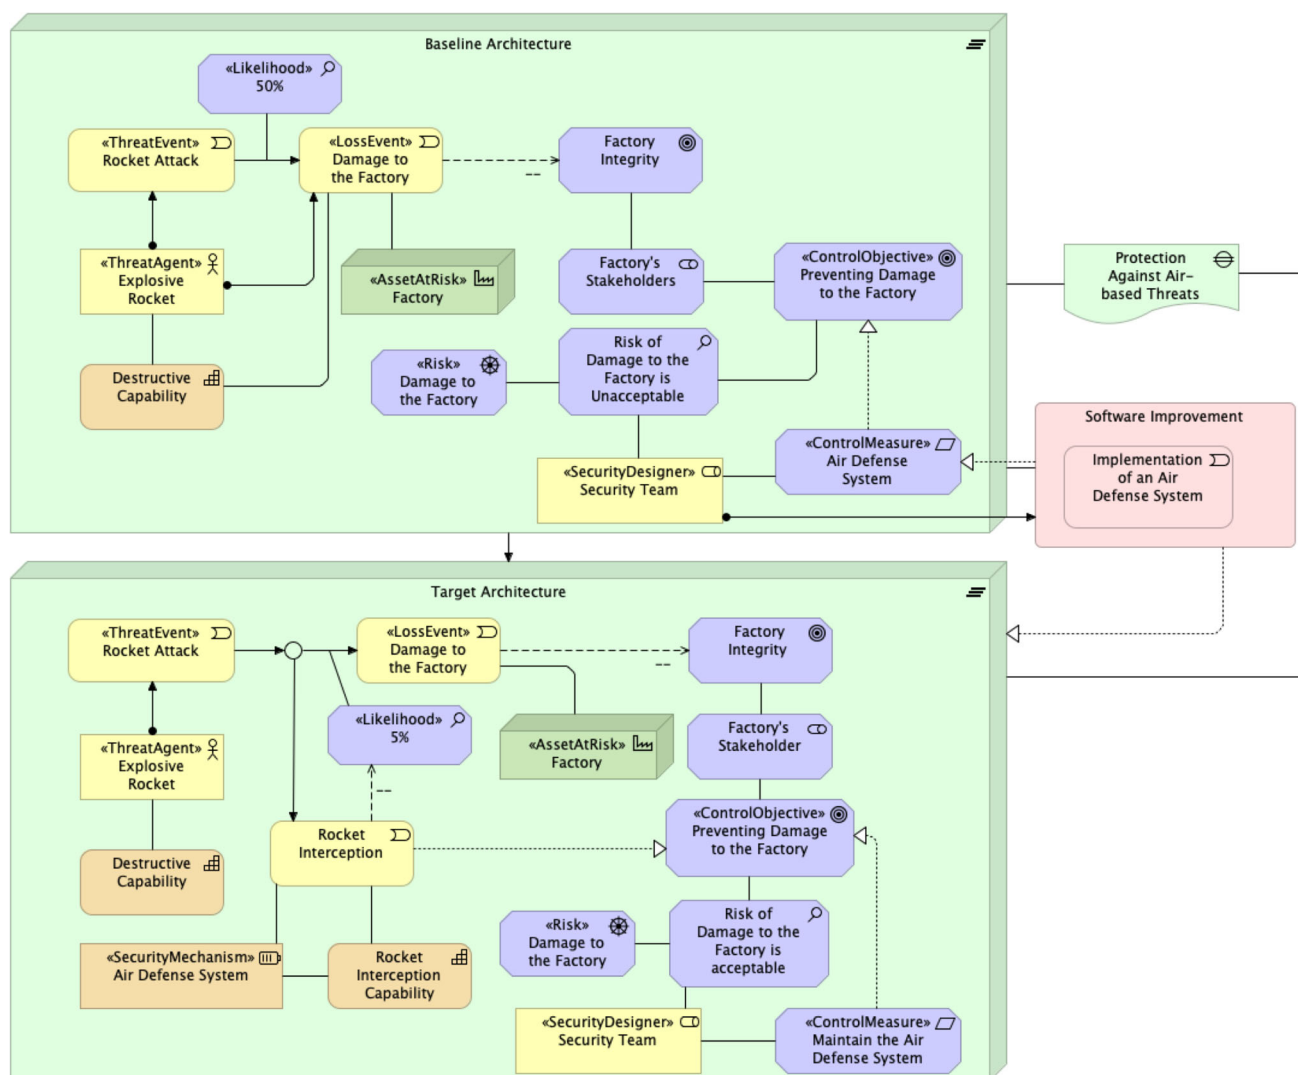 Baseline Architecture
«Likelihood»
50%
«ThreatEvent»
Rocket Attack
«LossEvent»
Damage to
the Factory
--
Factory
Integrity
«ThreatAgent»
Explosive
Rocket
«AssetAtRisk»
Factory
Factory's
Stakeholders
«ControlObjective»
Preventing Damage
to the Factory
Protection
Against Air-
based Threats
Destructive
Capability
«Risk»
Damage to
the Factory
Risk of
Damage to the
Factory is
Unacceptable
«SecurityDesigner»
Security Team
«ControlMeasure»
Air Defense
System
Software Improvement
Implementation
of an Air
Defense System
Target Architecture
«ThreatEvent»
Rocket Attack
«LossEvent»
Damage to
the Factory
--
Factory
Integrity
«Likelihood»
5%
--
«ThreatAgent»
Explosive
Rocket
«AssetAtRisk»
Factory
Factory's
Stakeholder
Rocket
Interception
«ControlObjective»
Preventing Damage
to the Factory
Destructive
Capability
«SecurityMechanism»
Air Defense System
Rocket
Interception
Capability
«Risk»
Damage to
the Factory
Risk of
Damage to the
Factory is
acceptable
«SecurityDesigner»
Security Team
«ControlMeasure»
Maintain the Air
Defense System